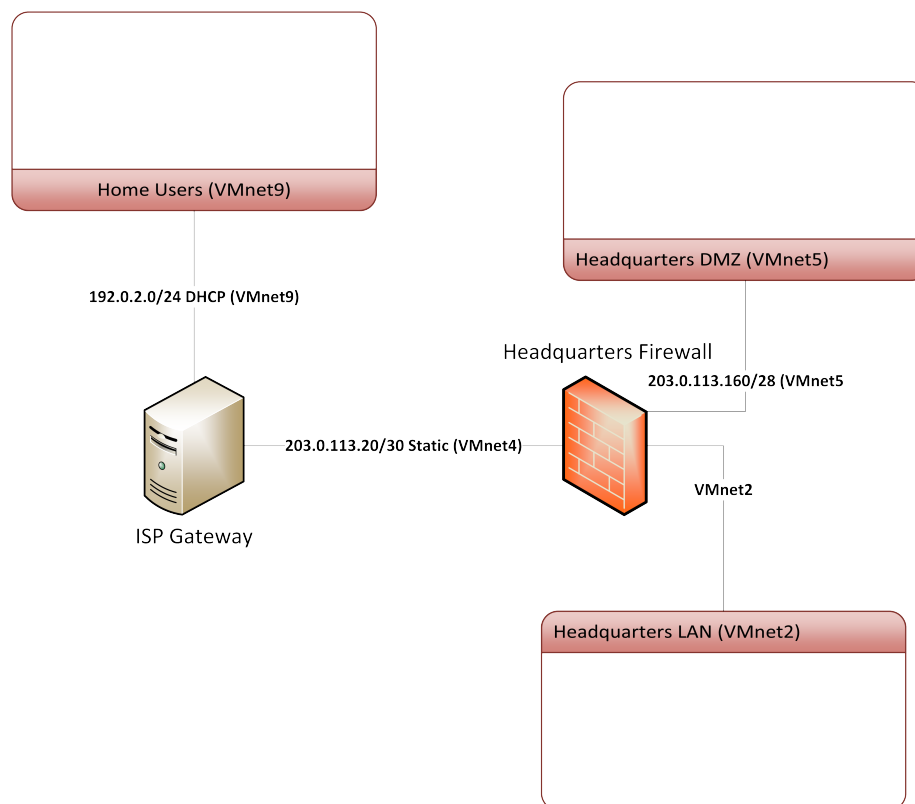 Home Users (VMnet9)
Headquarters DMZ (VMnet5)
192.0.2.0/24 DHCP (VMnet9)
Headquarters Firewall
203.0.113.160/28 (VMnet5
203.0.113.20/30 Static (VMnet4)
VMnet2
ISP Gateway
Headquarters LAN (VMnet2)